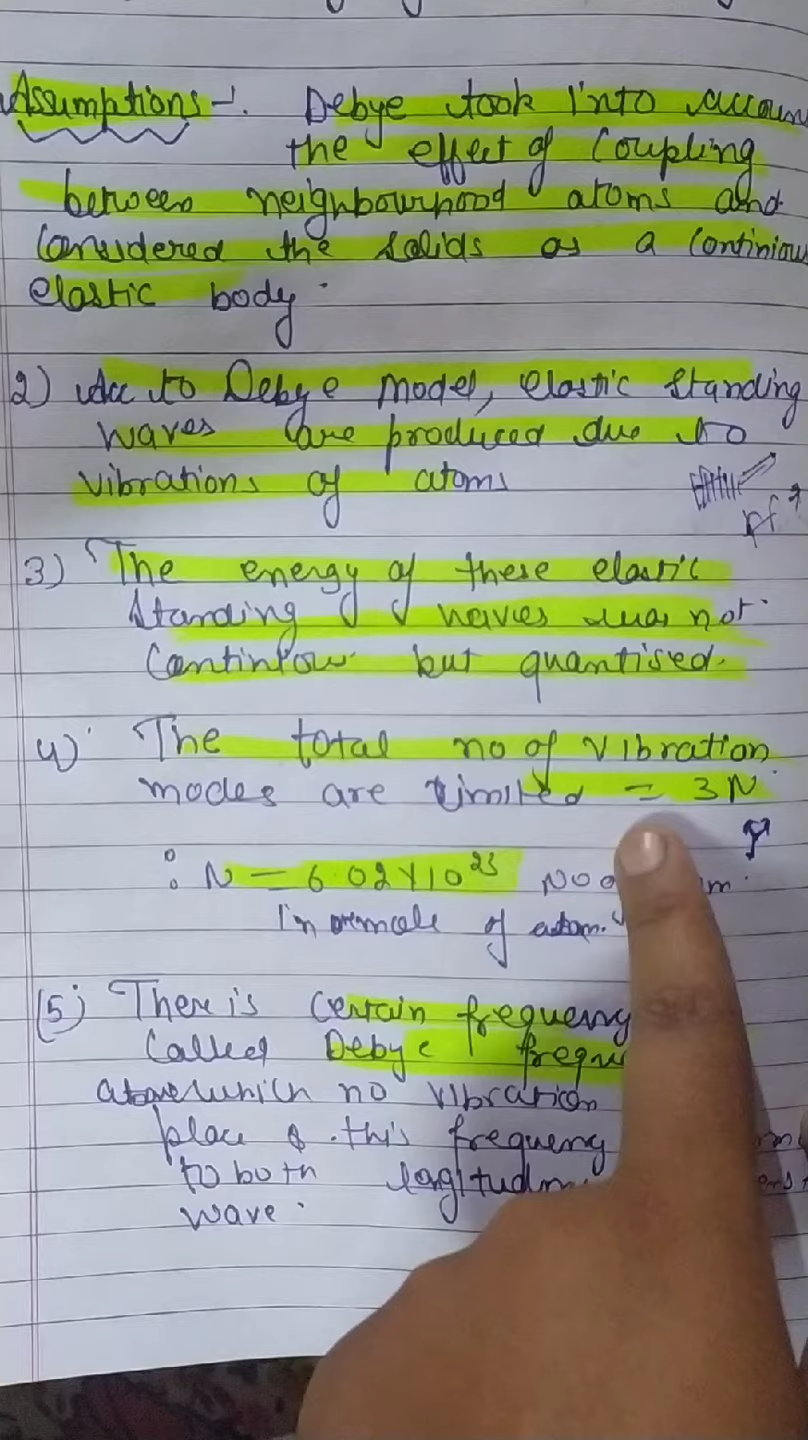 Assumptions -: Debye took into accoun
the effect of coupling
between neighbourhood atoms and
considered the solids as a continiou
elastic body.
2) Acc to Debye model, elastic standing
waves are produced due to
vibrations of atoms
3) The energy of these elastic
standing waves was not
continiou but quantised.
4) The total no of vibration
modes are limited = 3N
∴ N = 6.02 × 10²³ No o
in one mole of atom.
(5) There is certain frequency
called Debye frequ
above which no vibration
place & this frequency
to both logitudin
wave.